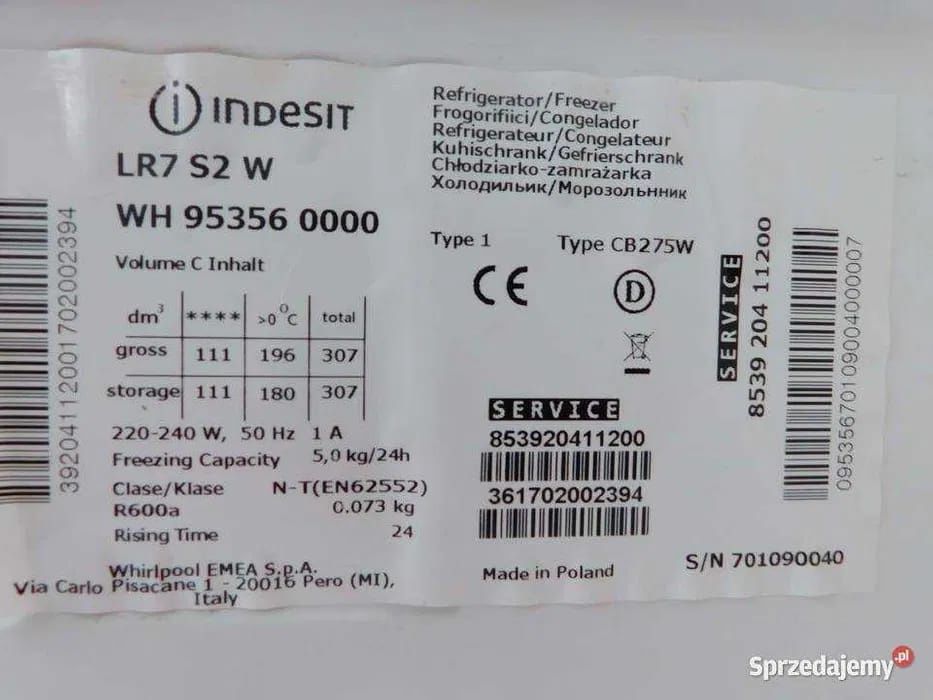 INDESIT
LR7 S2 W
WH 95356 0000
Volume C Inhalt
dm³ **** >0°C total
gross 111 196 307
storage 111 180 307
220-240 W, 50 Hz 1 A
Freezing Capacity 5,0 kg/24h
Clase/Klase N-T(EN62552)
R600a 0.073 kg
Rising Time 24
Whirlpool EMEA S.p.A.
Via Carlo Pisacane 1 - 20016 Pero (MI),
Italy
Refrigerator/Freezer
Frogorifiici/Congelador
Refrigerateur/Congelateur
Kuhischrank/Gefrierschrank
Chłodziarko-zamrażarka
Холодильик/Морозольнник
Type 1 Type CB275W
CE D
SERVICE
853920411200
361702002394
Made in Poland
S/N 701090040
SERVICE
8539 204 11200
095356701090040000007
39204112001702002394
Sprzedajemy.pl